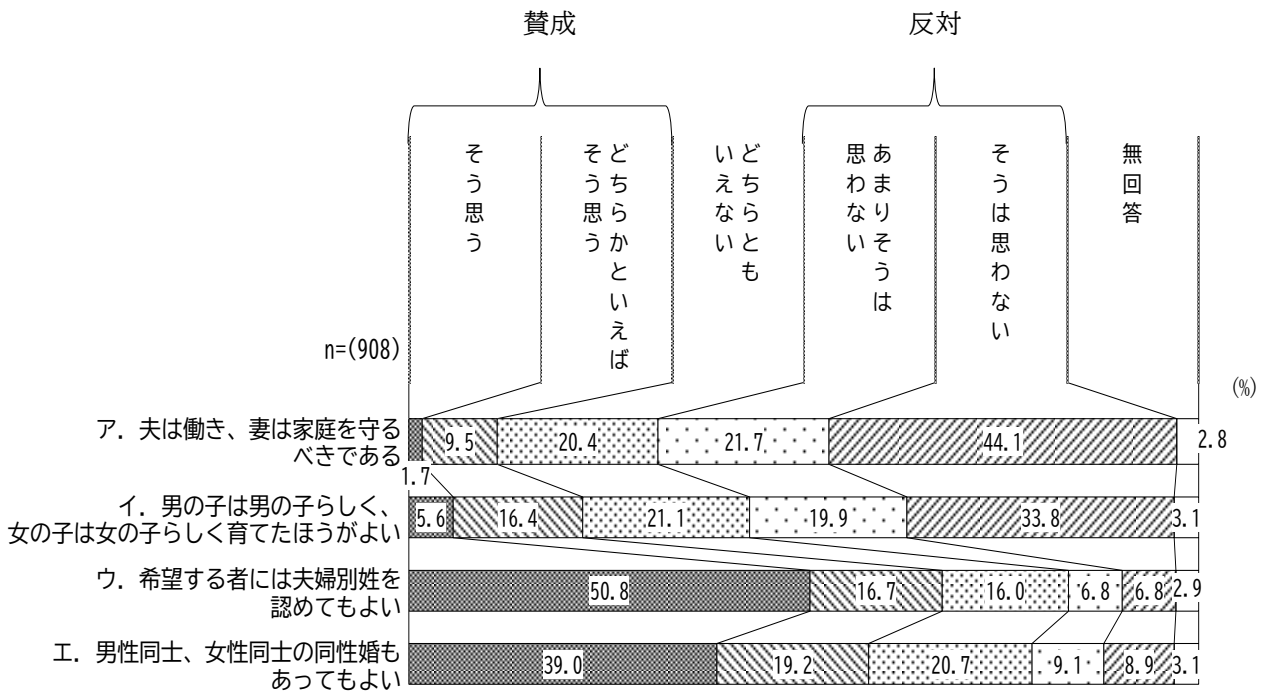 賛成
反対
そう思う
どちらかといえば
そう思う
どちらとも
いえない
あまりそうは
思わない
そうは思わない
無回答
n=(908)
(%)
ア．夫は働き、妻は家庭を守る
べきである
1.7
9.5
20.4
21.7
44.1
2.8
イ．男の子は男の子らしく、
女の子は女の子らしく育てたほうがよい
5.6
16.4
21.1
19.9
33.8
3.1
ウ．希望する者には夫婦別姓を
認めてもよい
50.8
16.7
16.0
6.8
6.8
2.9
エ．男性同士、女性同士の同性婚も
あってもよい
39.0
19.2
20.7
9.1
8.9
3.1